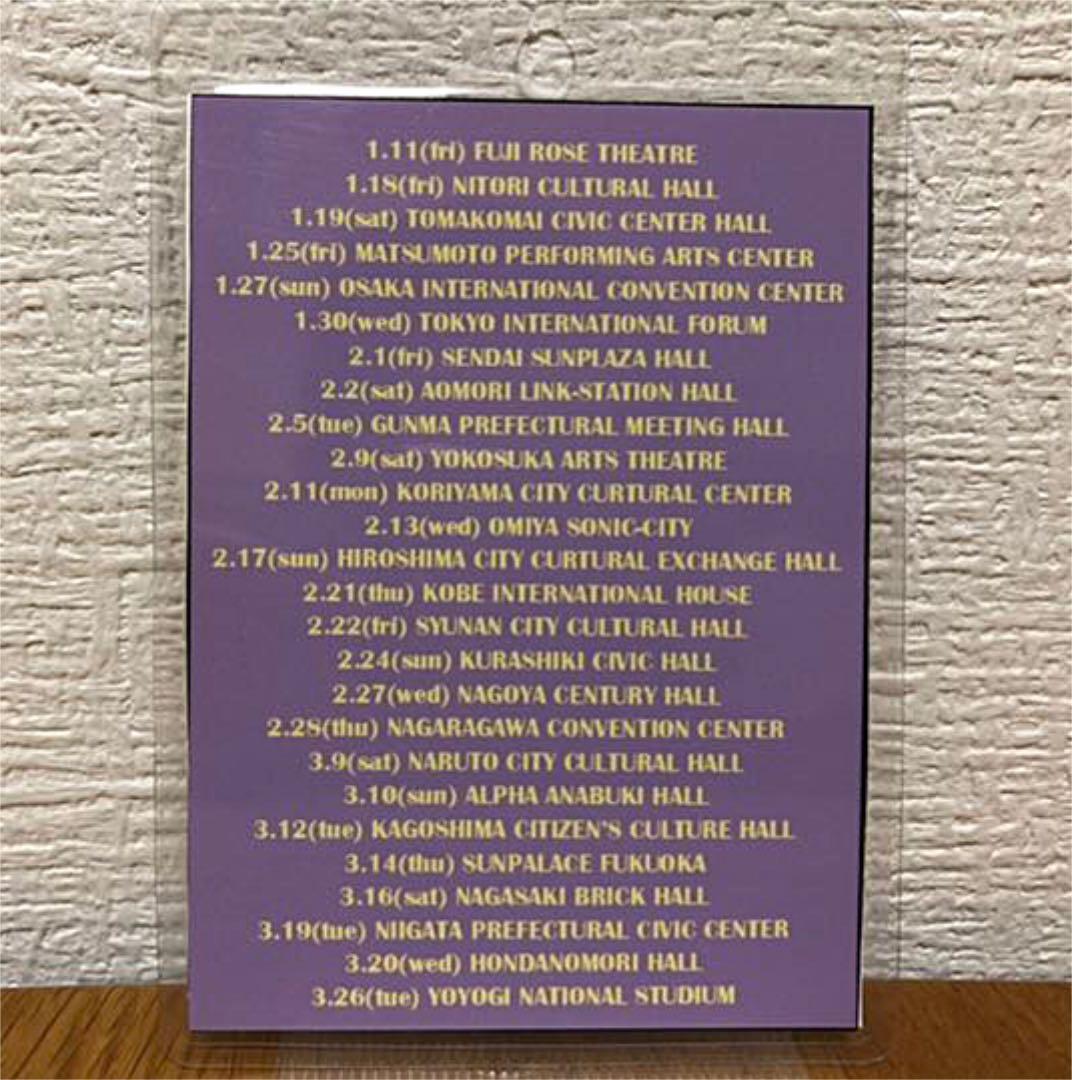 1.11(fri) FUJI ROSE THEATRE
1.18(fri) NITORI CULTURAL HALL
1.19(sat) TOMAKOMAI CIVIC CENTER HALL
1.25(fri) MATSUMOTO PERFORMING ARTS CENTER
1.27(sun) OSAKA INTERNATIONAL CONVENTION CENTER
1.30(wed) TOKYO INTERNATIONAL FORUM
2.1(fri) SENDAI SUNPLAZA HALL
2.2(sat) AOMORI LINK-STATION HALL
2.5(tue) GUNMA PREFECTURAL MEETING HALL
2.9(sat) YOKOSUKA ARTS THEATRE
2.11(mon) KORIYAMA CITY CURTURAL CENTER
2.13(wed) OMIYA SONIC-CITY
2.17(sun) HIROSHIMA CITY CURTURAL EXCHANGE HALL
2.21(thu) KOBE INTERNATIONAL HOUSE
2.22(fri) SYUNAN CITY CULTURAL HALL
2.24(sun) KURASHIKI CIVIC HALL
2.27(wed) NAGOYA CENTURY HALL
2.28(thu) NAGARAGAWA CONVENTION CENTER
3.9(sat) NARUTO CITY CULTURAL HALL
3.10(sun) ALPHA ANABUKI HALL
3.12(tue) KAGOSHIMA CITIZEN'S CULTURE HALL
3.14(thu) SUNPALACE FUKUOKA
3.16(sat) NAGASAKI BRICK HALL
3.19(tue) NIIGATA PREFECTURAL CIVIC CENTER
3.20(wed) HONDANOMORI HALL
3.26(tue) YOYOGI NATIONAL STUDIUM